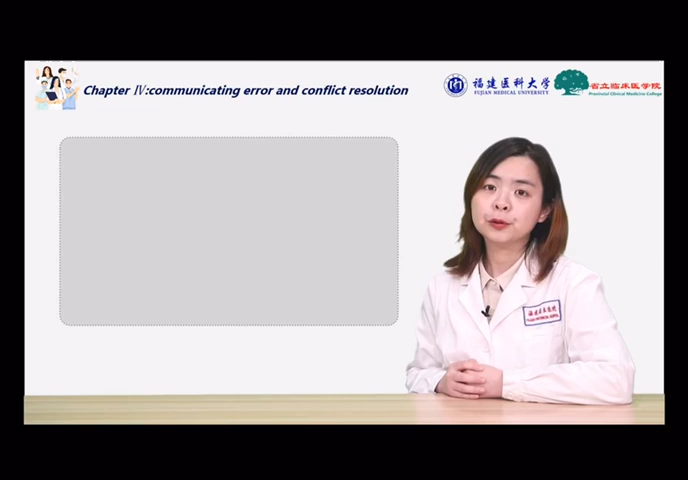 Chapter Ⅳ:communicating error and conflict resolution
福建医科大学
FUJIAN MEDICAL UNIVERSITY
省立临床医学院
Provincial Clinical Medicine College